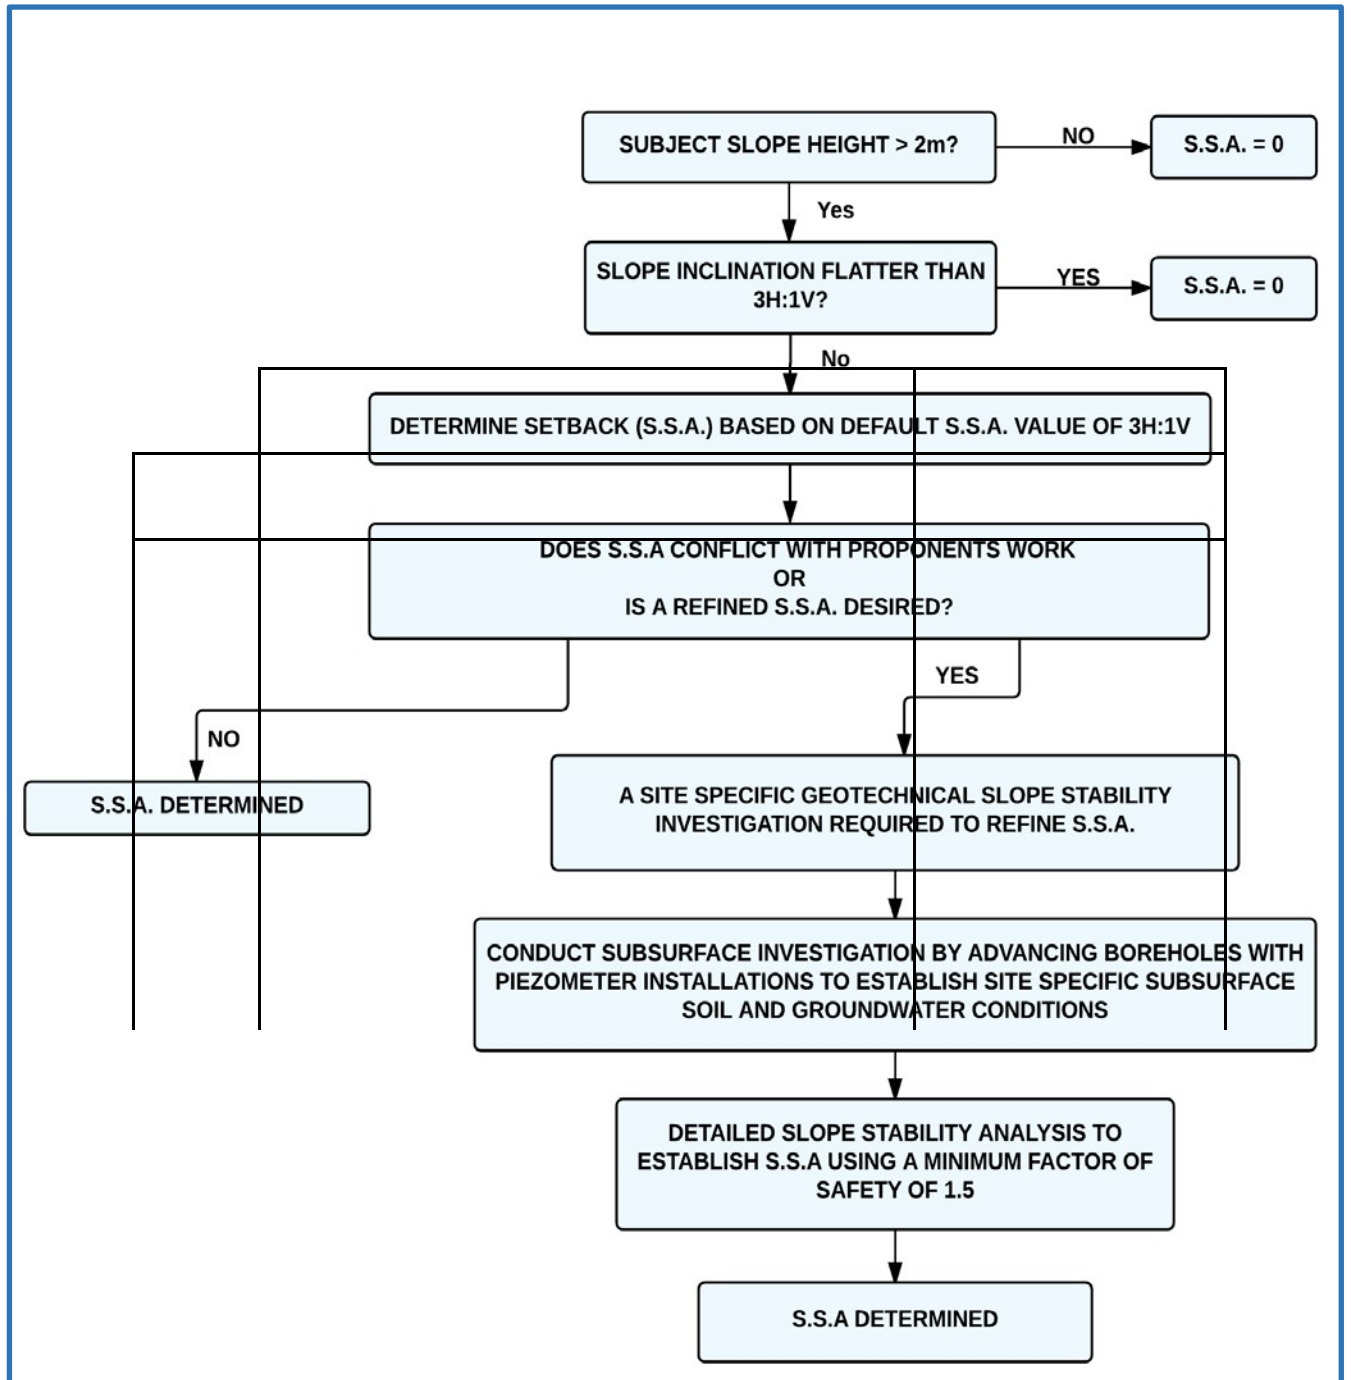 SUBJECT SLOPE HEIGHT > 2m?
NO
S.S.A. = 0
Yes
SLOPE INCLINATION FLATTER THAN
3H:1V?
YES
S.S.A. = 0
No
DETERMINE SETBACK (S.S.A.) BASED ON DEFAULT S.S.A. VALUE OF 3H:1V
DOES S.S.A CONFLICT WITH PROPONENTS WORK
OR
IS A REFINED S.S.A. DESIRED?
YES
NO
S.S.A. DETERMINED
A SITE SPECIFIC GEOTECHNICAL SLOPE STABILITY
INVESTIGATION REQUIRED TO REFINE S.S.A.
CONDUCT SUBSURFACE INVESTIGATION BY ADVANCING BOREHOLES WITH
PIEZOMETER INSTALLATIONS TO ESTABLISH SITE SPECIFIC SUBSURFACE
SOIL AND GROUNDWATER CONDITIONS
DETAILED SLOPE STABILITY ANALYSIS TO
ESTABLISH S.S.A USING A MINIMUM FACTOR OF
SAFETY OF 1.5
S.S.A DETERMINED